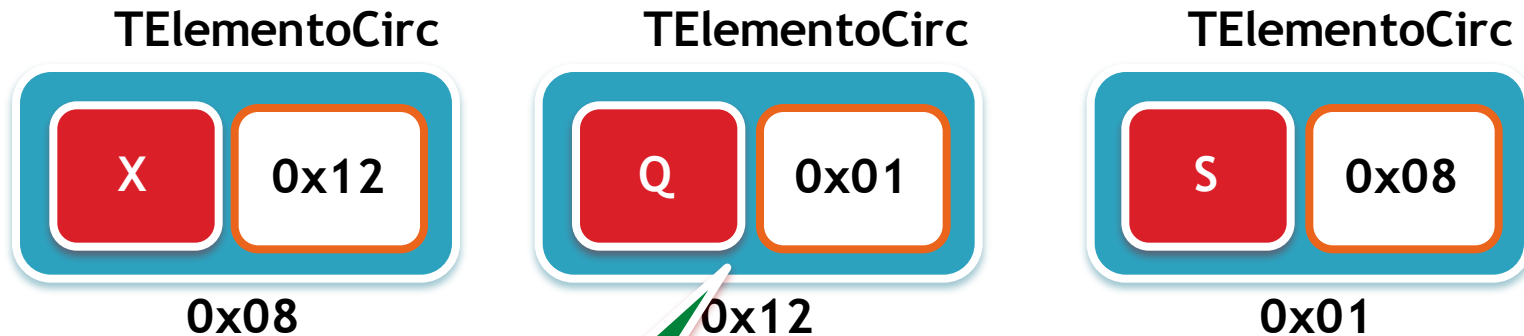 TElementoCirc TElementoCirc TElementoCirc
X 0x12 Q 0x01 S 0x08
0x08 0x12 0x01